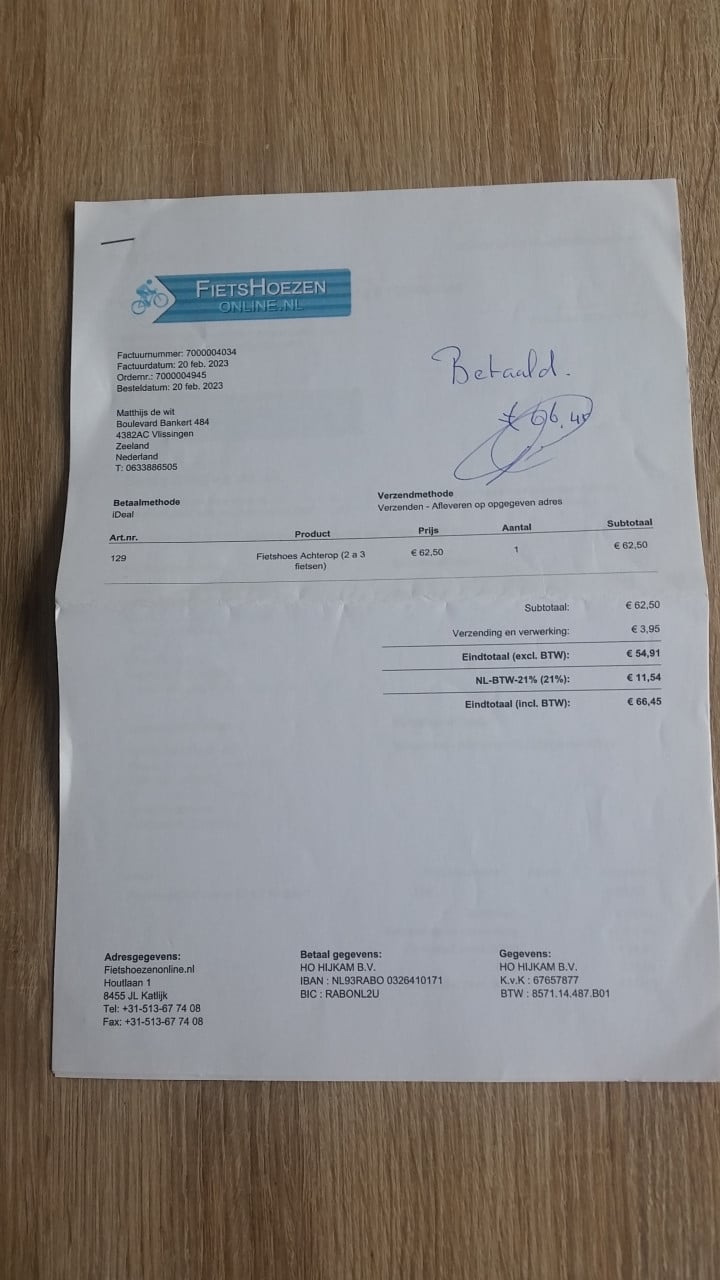 FIETSHOEZEN
ONLINE.NL
Factuurnummer: 7000004034
Factuurdatum: 20 feb. 2023
Ordernr.: 7000004945
Besteldatum: 20 feb. 2023
Betaald.
€ 66.45
Matthijs de wit
Boulevard Bankert 484
4382AC Vlissingen
Zeeland
Nederland
T: 0633886505
Betaalmethode
iDeal
Verzendmethode
Verzenden - Afleveren op opgegeven adres
Art.nr. Product Prijs Aantal Subtotaal
129 Fietshoes Achterop (2 a 3 € 62,50 1 € 62,50
fietsen)
Subtotaal: € 62,50
Verzending en verwerking: € 3,95
Eindtotaal (excl. BTW): € 54,91
NL-BTW-21% (21%): € 11,54
Eindtotaal (incl. BTW): € 66,45
Adresgegevens:
Fietshoezenonline.nl
Houtlaan 1
8455 JL Katlijk
Tel: +31-513-67 74 08
Fax: +31-513-67 74 08
Betaal gegevens:
HO HIJKAM B.V.
IBAN : NL93RABO 0326410171
BIC : RABONL2U
Gegevens:
HO HIJKAM B.V.
K.v.K : 67657877
BTW : 8571.14.487.B01